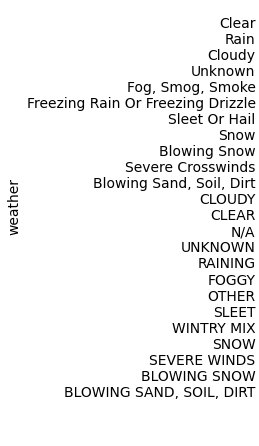 Clear
Rain
Cloudy
Unknown
Fog, Smog, Smoke
Freezing Rain Or Freezing Drizzle
Sleet Or Hail
Snow
Blowing Snow
Severe Crosswinds
Blowing Sand, Soil, Dirt
CLOUDY
CLEAR
N/A
UNKNOWN
RAINING
FOGGY
OTHER
SLEET
WINTRY MIX
SNOW
SEVERE WINDS
BLOWING SNOW
BLOWING SAND, SOIL, DIRT
weather